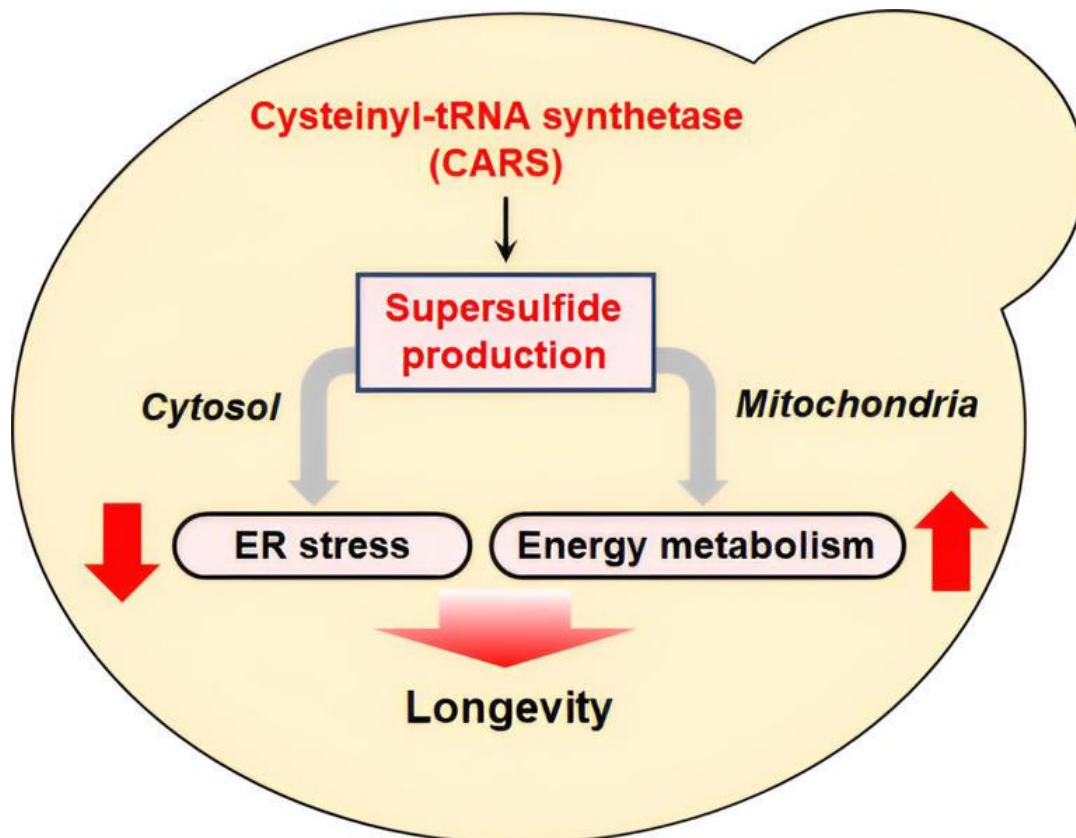 Cysteinyl-tRNA synthetase
(CARS)
Supersulfide
production
Cytosol
Mitochondria
ER stress
Energy metabolism
Longevity